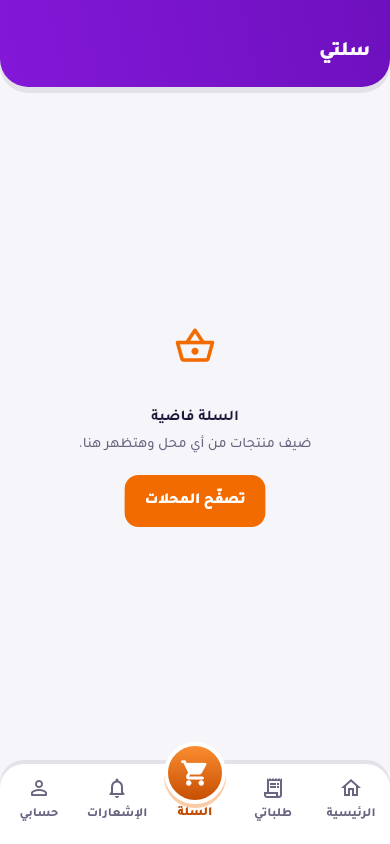 سلتي
السلة فاضية
ضيف منتجات من أي محل وهتظهر هنا.
تصفّح المحلات
الرئيسية
طلباتي
السلة
الإشعارات
حسابي